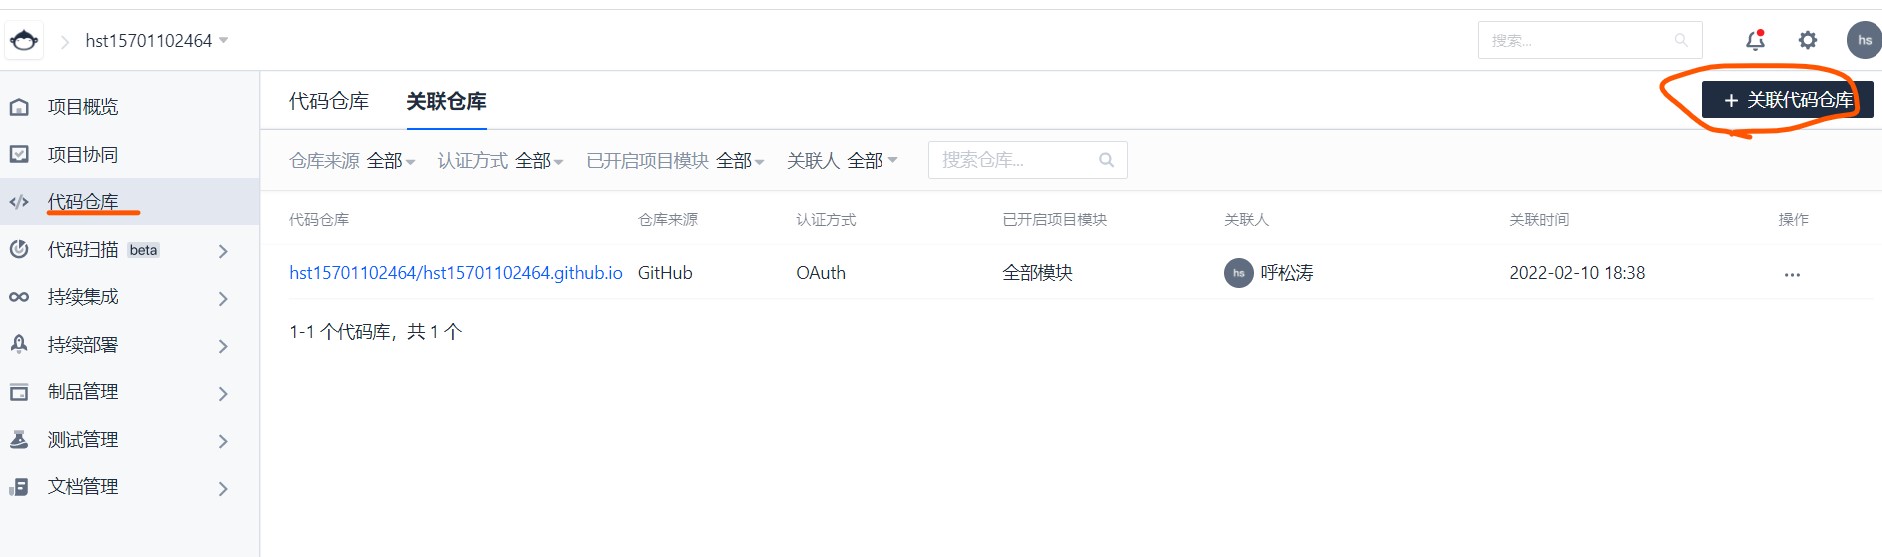 hst15701102464
搜索...
hs
项目概览
项目协同
代码仓库
代码扫描 beta
持续集成
持续部署
制品管理
测试管理
文档管理
代码仓库 关联仓库
+ 关联代码仓库
仓库来源 全部 认证方式 全部 已开启项目模块 全部 关联人 全部 搜索仓库...
代码仓库 仓库来源 认证方式 已开启项目模块 关联人 关联时间 操作
hst15701102464/hst15701102464.github.io GitHub OAuth 全部模块 hs 呼松涛 2022-02-10 18:38 ...
1-1 个代码库，共 1 个